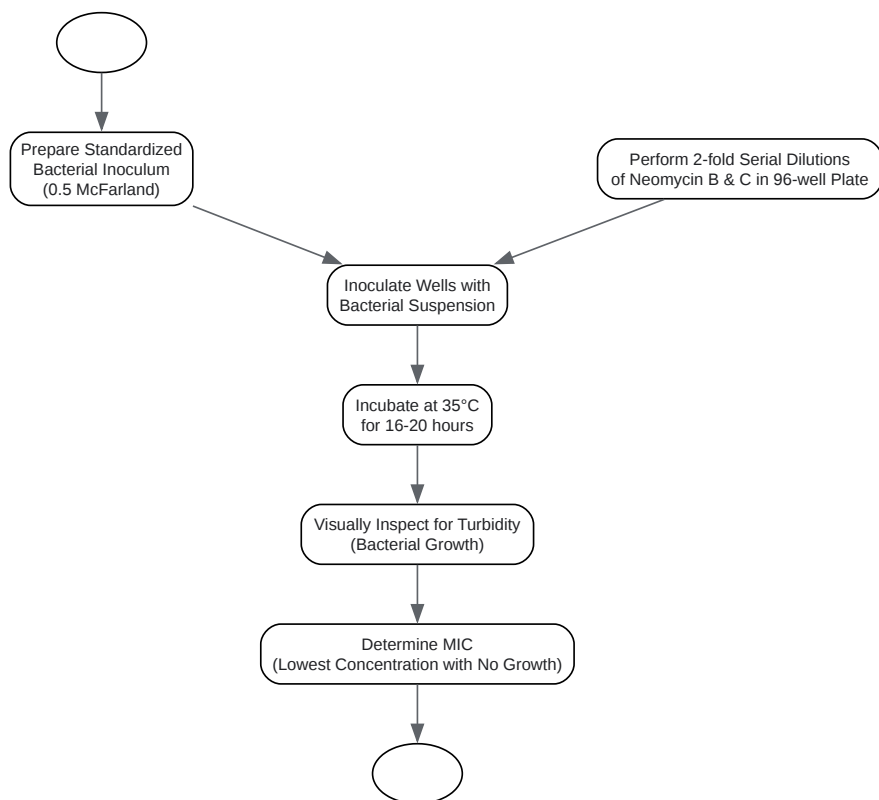 Prepare Standardized
Bacterial Inoculum
(0.5 McFarland)
Perform 2-fold Serial Dilutions
of Neomycin B & C in 96-well Plate
Inoculate Wells with
Bacterial Suspension
Incubate at 35°C
for 16-20 hours
Visually Inspect for Turbidity
(Bacterial Growth)
Determine MIC
(Lowest Concentration with No Growth)